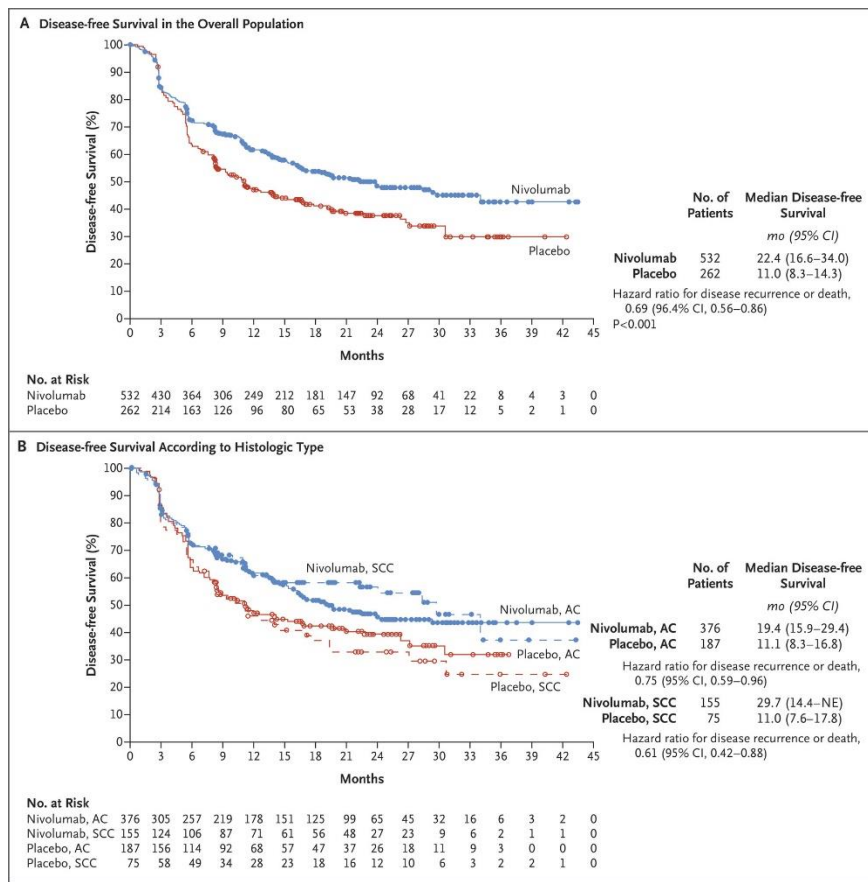 A Disease-free Survival in the Overall Population
100
90
80
70
60
50
40
30
20
10
0
Disease-free Survival (%)
Nivolumab
Placebo
0 3 6 9 12 15 18 21 24 27 30 33 36 39 42 45
Months
No. of Patients
Median Disease-free Survival
mo (95% CI)
Nivolumab 532 22.4 (16.6–34.0)
Placebo 262 11.0 (8.3–14.3)
Hazard ratio for disease recurrence or death,
0.69 (96.4% CI, 0.56–0.86)
P<0.001
No. at Risk
Nivolumab 532 430 364 306 249 212 181 147 92 68 41 22 8 4 3 0
Placebo 262 214 163 126 96 80 65 53 38 28 17 12 5 2 1 0
B Disease-free Survival According to Histologic Type
100
90
80
70
60
50
40
30
20
10
0
Disease-free Survival (%)
Nivolumab, SCC
Nivolumab, AC
Placebo, AC
Placebo, SCC
0 3 6 9 12 15 18 21 24 27 30 33 36 39 42 45
Months
No. of Patients
Median Disease-free Survival
mo (95% CI)
Nivolumab, AC 376 19.4 (15.9–29.4)
Placebo, AC 187 11.1 (8.3–16.8)
Hazard ratio for disease recurrence or death,
0.75 (95% CI, 0.59–0.96)
Nivolumab, SCC 155 29.7 (14.4–NE)
Placebo, SCC 75 11.0 (7.6–17.8)
Hazard ratio for disease recurrence or death,
0.61 (95% CI, 0.42–0.88)
No. at Risk
Nivolumab, AC 376 305 257 219 178 151 125 99 65 45 32 16 6 3 2 0
Nivolumab, SCC 155 124 106 87 71 61 56 48 27 23 9 6 2 1 1 0
Placebo, AC 187 156 114 92 68 57 47 37 26 18 11 9 3 0 0 0
Placebo, SCC 75 58 49 34 28 23 18 16 12 10 6 3 2 2 1 0